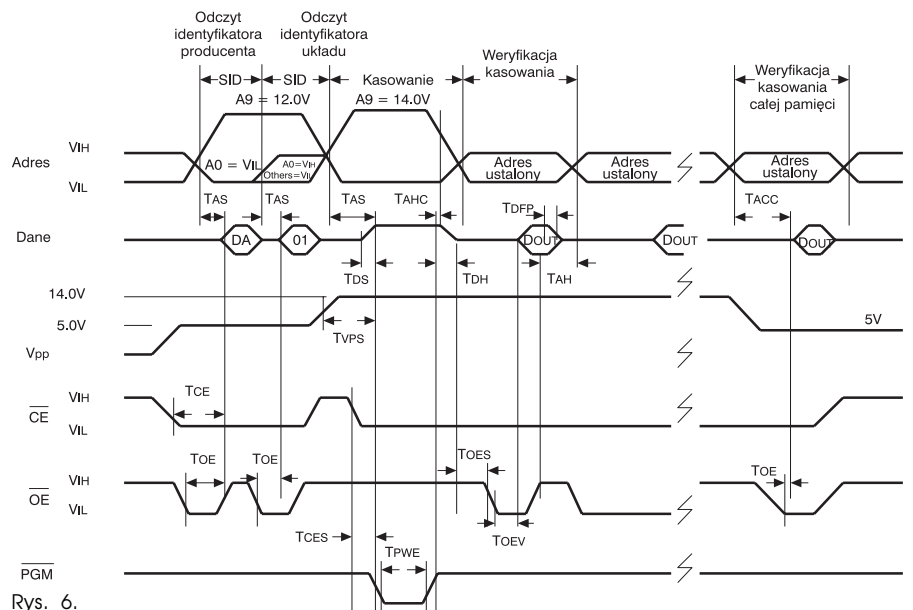 Odczyt
identyfikatora
producenta
Odczyt
identyfikatora
układu
Weryfikacja
kasowania
Weryfikacja
kasowania
całej pamięci
SID
SID
Kasowanie
A9 = 12.0V
A9 = 14.0V
Adres
VIH
VIL
A0 = VIL
A0=VIH
Others=VIL
Adres
ustalony
Adres
ustalony
Adres
ustalony
TAS
TAS
TAS
TAHC
TDFP
TACC
Dane
DA
01
DOUT
DOUT
DOUT
TDS
TDH
TAH
14.0V
5.0V
Vpp
TVPS
5V
CE
VIH
VIL
TCE
TOE
TOE
TOES
TOE
OE
VIH
VIL
TCES
TOEV
TPWE
PGM
Rys. 6.